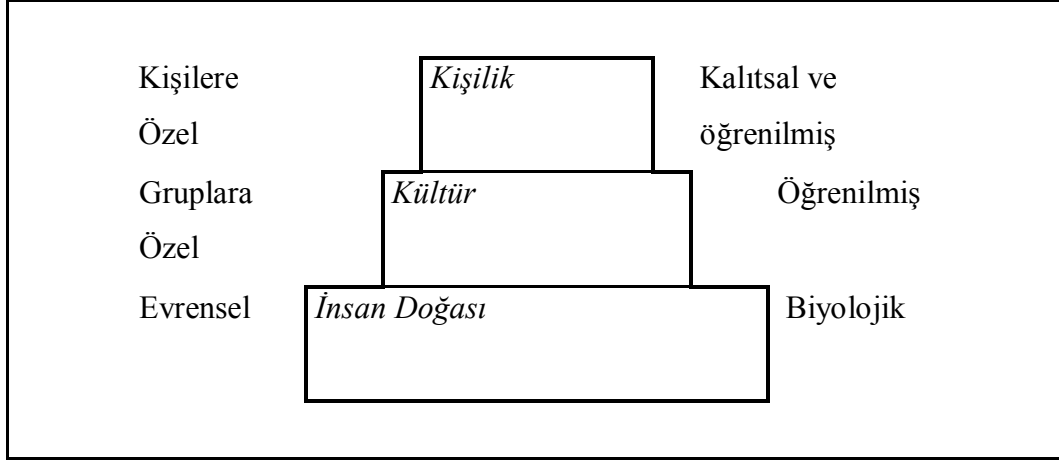 Kişilere Kişilik Kalıtsal ve
Özel öğrenilmiş
Gruplara Kültür Öğrenilmiş
Özel
Evrensel İnsan Doğası Biyolojik